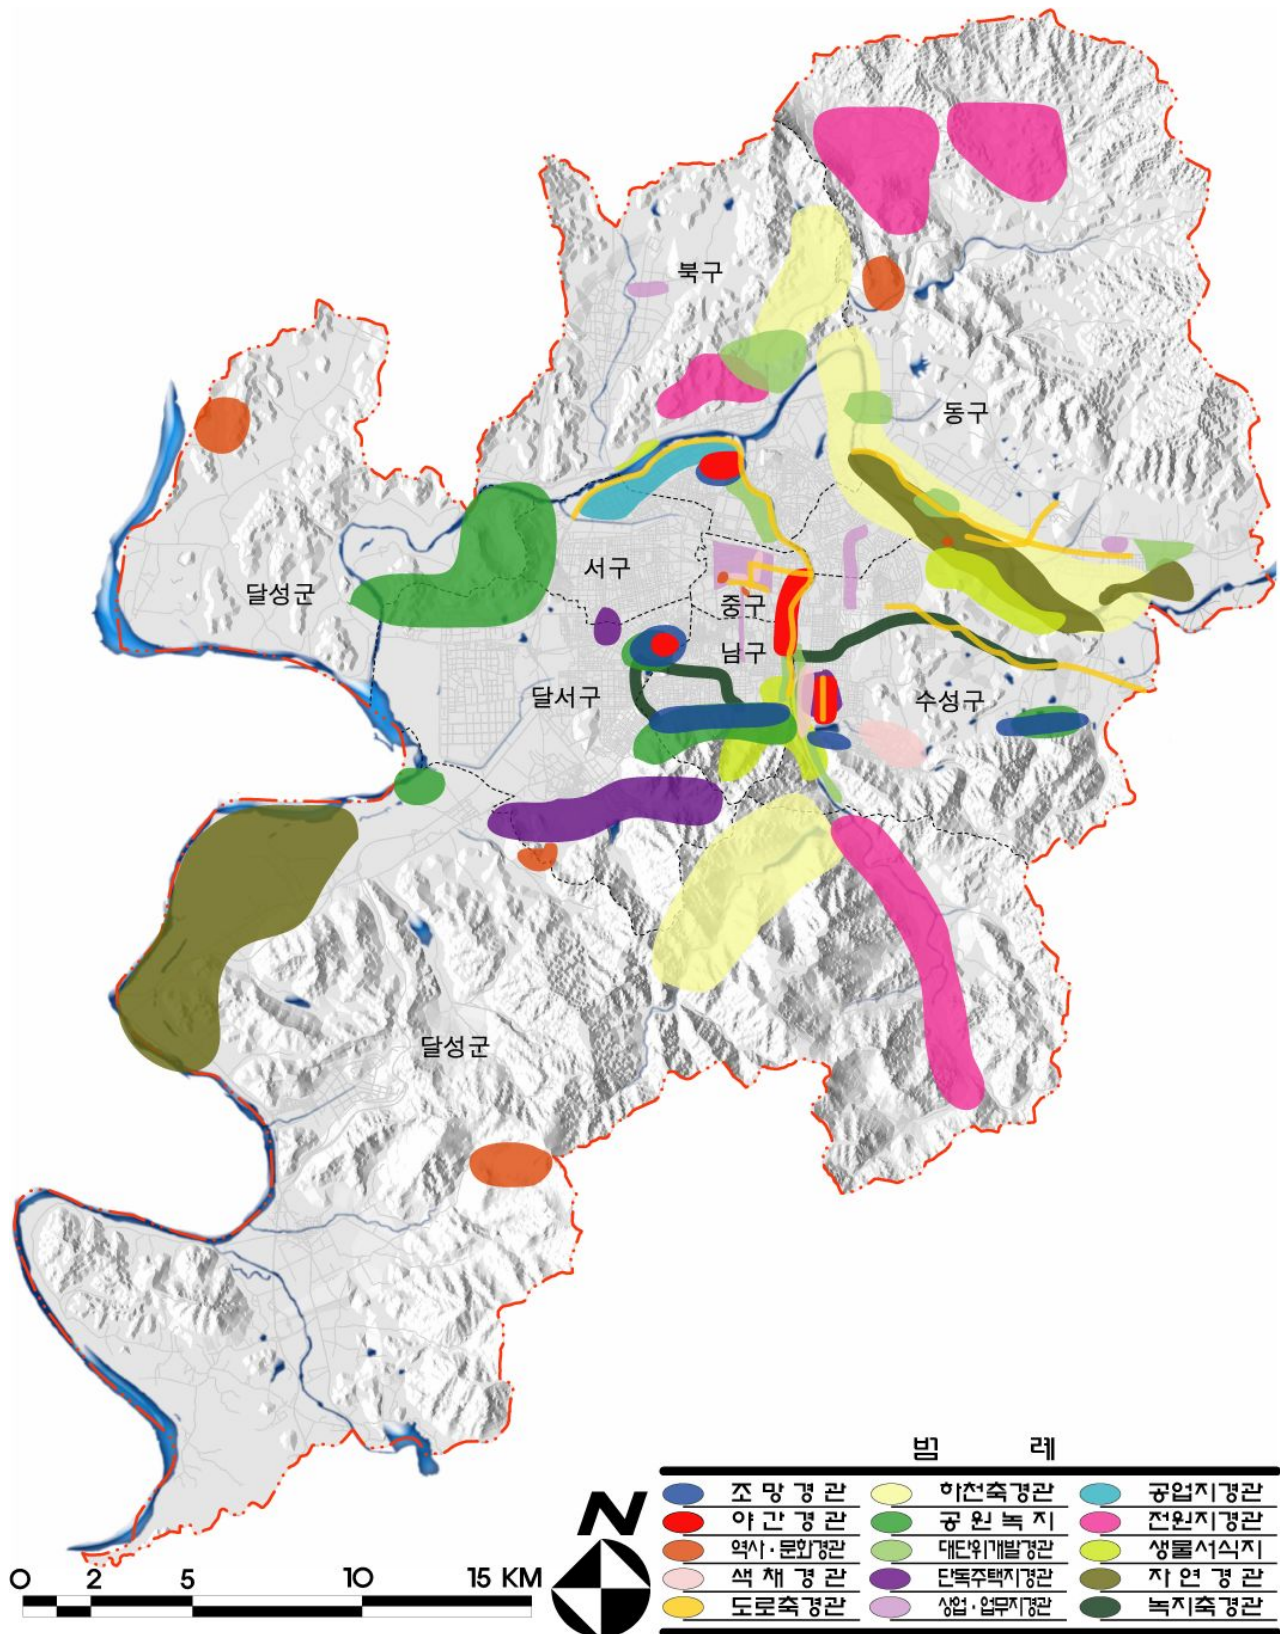 북구
동구
서구
달성군
중구
남구
달서구
수성구
달성군
범 례
조망경관 하천축경관 공업지경관
야간경관 공원녹지 전원지경관
역사·문화경관 대단위개발경관 생물서식지
색채경관 단독주택지경관 자연경관
도로축경관 상업·업무지경관 녹지축경관
N
0 2 5 10 15 KM